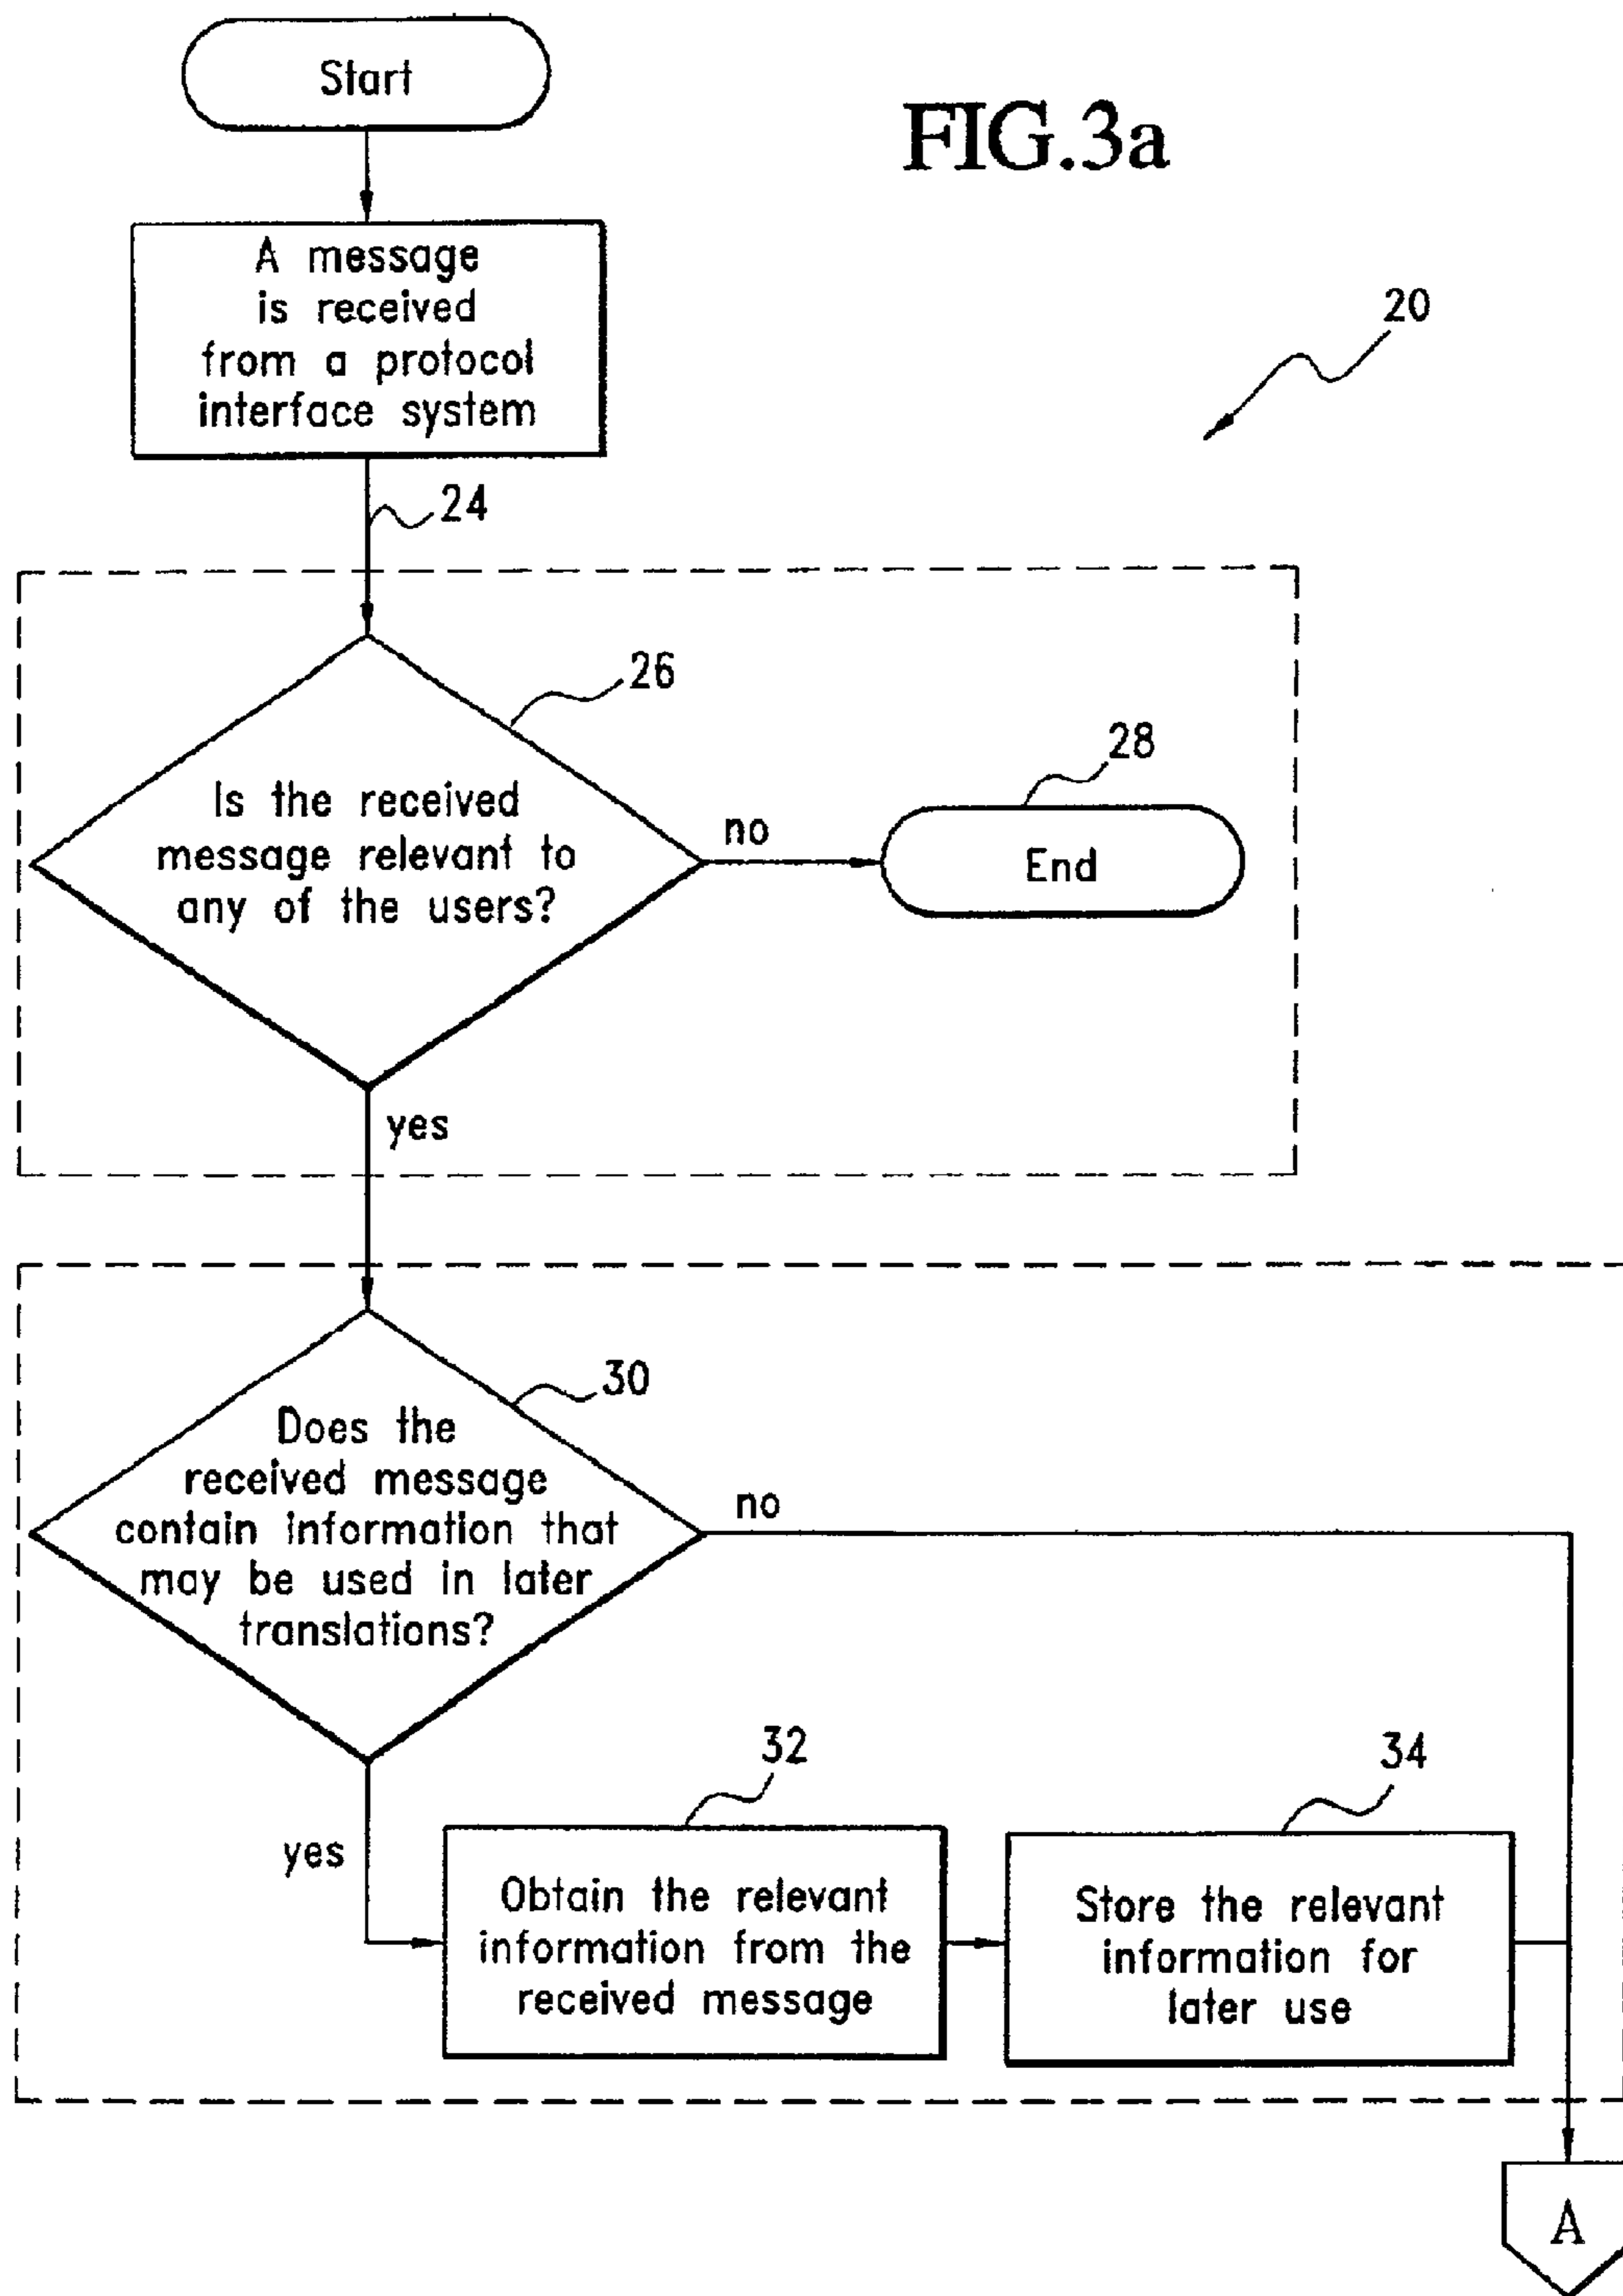 Start
FIG.3a
A message
is received
from a protocol
interface system
20
24
26
Is the received
message relevant to
any of the users?
no
28
End
yes
30
Does the
received message
contain information that
may be used in later
translations?
no
yes
32
Obtain the relevant
information from the
received message
34
Store the relevant
information for
later use
A